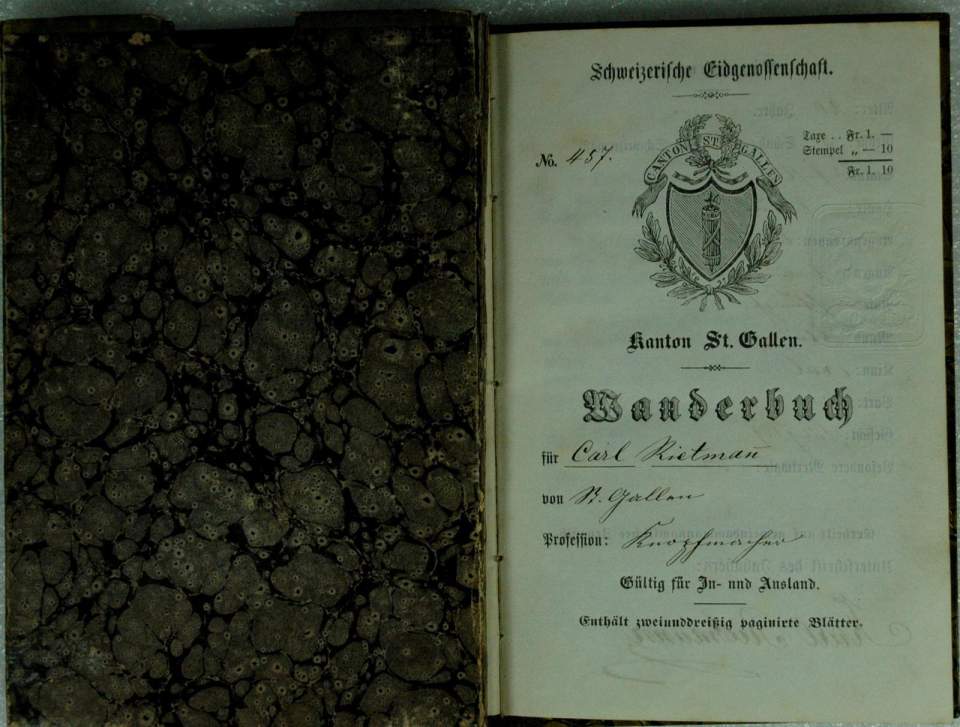 Schweizerische Eidgenossenschaft.
No. 457.
CANTON ST. GALLEN
Taxe . . Fr. 1. —
Stempel „ — 10
Fr. 1. 10
Kanton St. Gallen.
Wanderbuch
für Carl Rietman̄
von St. Gallen
Profession: Knopfmacher
Gültig für In- und Ausland.
Enthält zweiunddreißig paginirte Blätter.